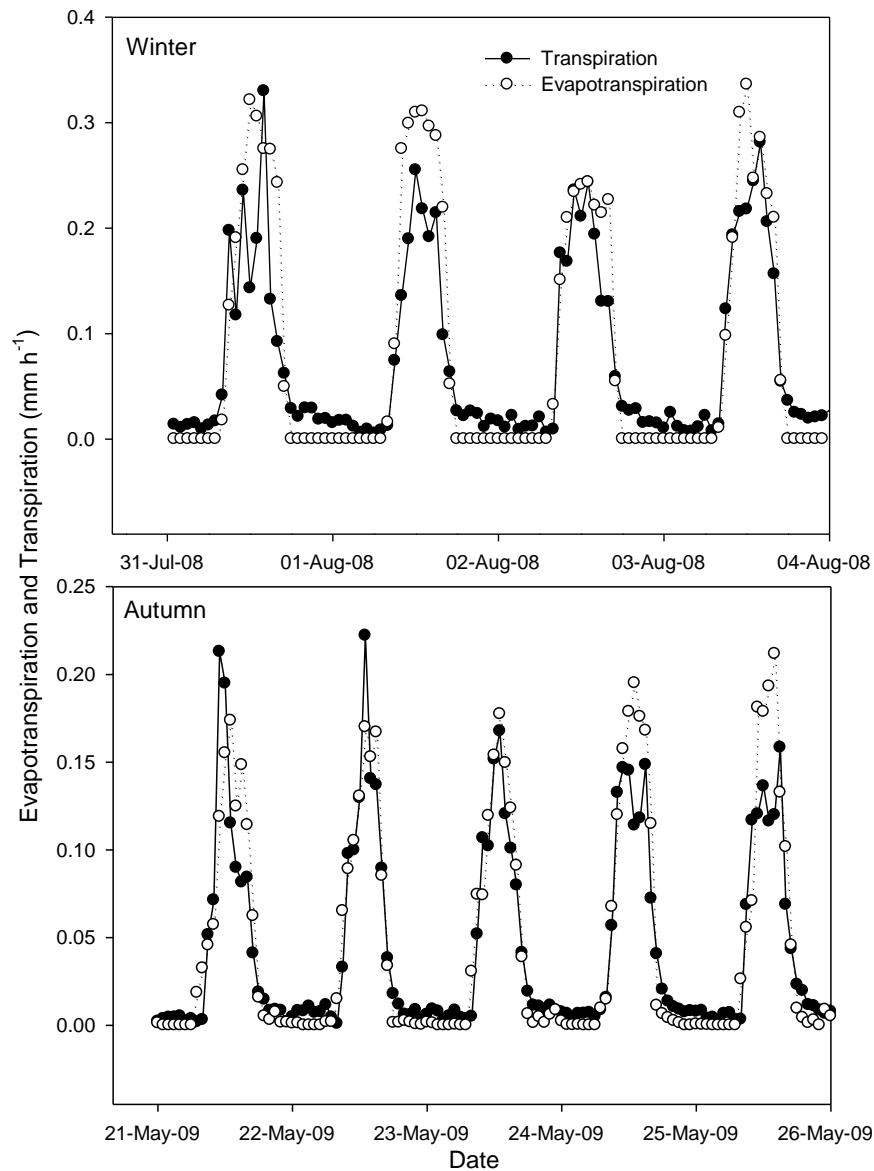 Evapotranspiration and Transpiration (mm h⁻¹)
Winter
Transpiration
Evapotranspiration
0.4
0.3
0.2
0.1
0.0
31-Jul-08 01-Aug-08 02-Aug-08 03-Aug-08 04-Aug-08
Autumn
0.25
0.20
0.15
0.10
0.05
0.00
21-May-09 22-May-09 23-May-09 24-May-09 25-May-09 26-May-09
Date